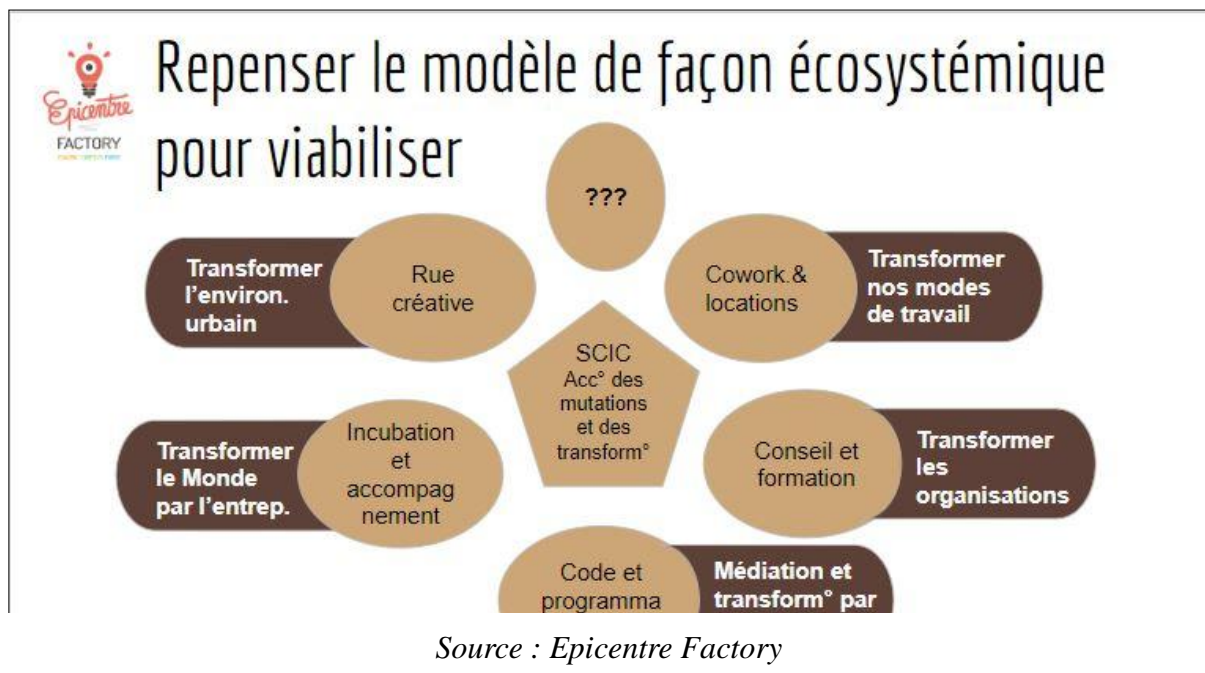 Epicentre
FACTORY
Repenser le modèle de façon écosystémique
pour viabiliser
???
Transformer
l'environ.
urbain
Rue
créative
Cowork.&
locations
Transformer
nos modes
de travail
SCIC
Acc° des
mutations
et des
transform°
Transformer
le Monde
par l'entrep.
Incubation
et
accompag
nement
Conseil et
formation
Transformer
les
organisations
Code et
programma
Médiation et
transform° par
Source : Epicentre Factory